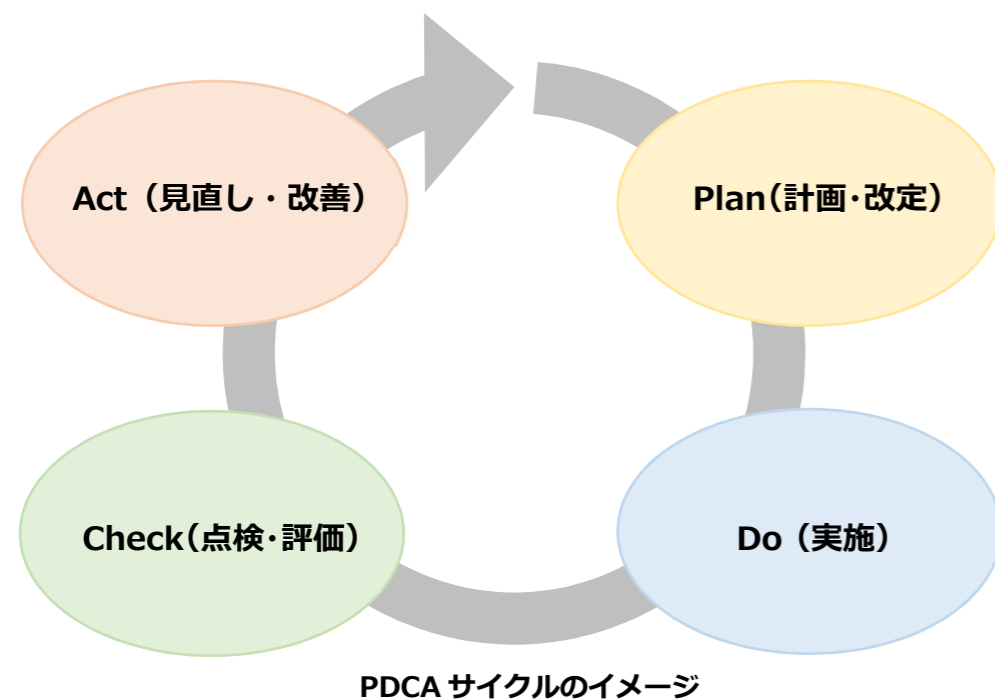 Act（見直し・改善）
Plan（計画・改定）
Check（点検・評価）
Do（実施）
PDCA サイクルのイメージ